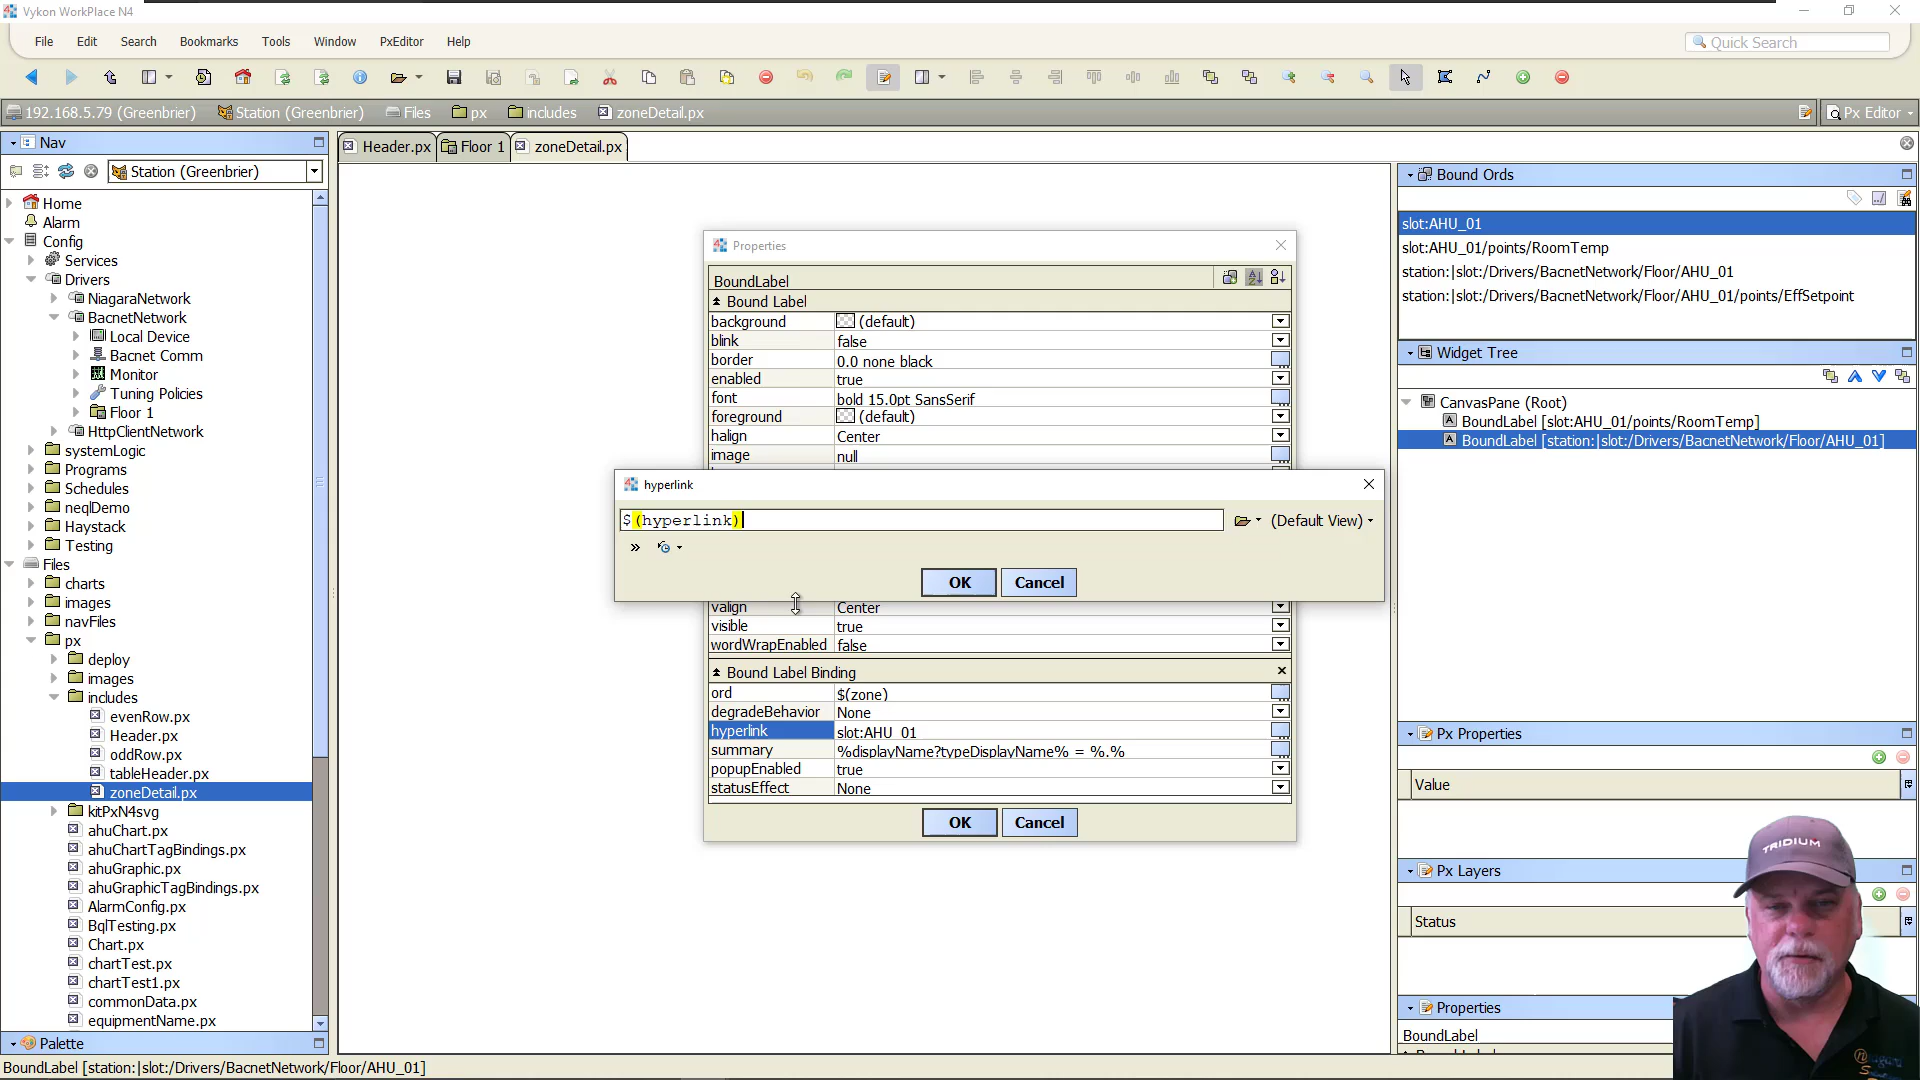 Vykon WorkPlace N4
File Edit Search Bookmarks Tools Window PxEditor Help
Quick Search
192.168.5.79 (Greenbrier) Station (Greenbrier) Files px includes zoneDetail.px Px Editor
Nav
Station (Greenbrier)
Home
Alarm
Config
Services
Drivers
NiagaraNetwork
BacnetNetwork
Local Device
Bacnet Comm
Monitor
Tuning Policies
Floor 1
HttpClientNetwork
systemLogic
Programs
Schedules
neqlDemo
Haystack
Testing
Files
charts
images
navFiles
px
deploy
images
includes
evenRow.px
Header.px
oddRow.px
tableHeader.px
zoneDetail.px
kitPxN4svg
ahuChart.px
ahuChartTagBindings.px
ahuGraphic.px
ahuGraphicTagBindings.px
AlarmConfig.px
BqlTesting.px
Chart.px
chartTest.px
chartTest1.px
commonData.px
equipmentName.px
Palette
BoundLabel [station:|slot:/Drivers/BacnetNetwork/Floor/AHU_01]
Header.px Floor 1 zoneDetail.px
Properties
BoundLabel
Bound Label
background (default)
blink false
border 0.0 none black
enabled true
font bold 15.0pt SansSerif
foreground (default)
halign Center
image null
hyperlink
$(hyperlink)
(Default View)
OK Cancel
valign Center
visible true
wordWrapEnabled false
Bound Label Binding
ord $(zone)
degradeBehavior None
hyperlink slot:AHU_01
summary %displayName?typeDisplayName% = %.%
popupEnabled true
statusEffect None
OK Cancel
Bound Ords
slot:AHU_01
slot:AHU_01/points/RoomTemp
station:|slot:/Drivers/BacnetNetwork/Floor/AHU_01
station:|slot:/Drivers/BacnetNetwork/Floor/AHU_01/points/EffSetpoint
Widget Tree
CanvasPane (Root)
BoundLabel [slot:AHU_01/points/RoomTemp]
BoundLabel [station:|slot:/Drivers/BacnetNetwork/Floor/AHU_01]
Px Properties
Value
Px Layers
Status
Properties
BoundLabel
TRIDIUM